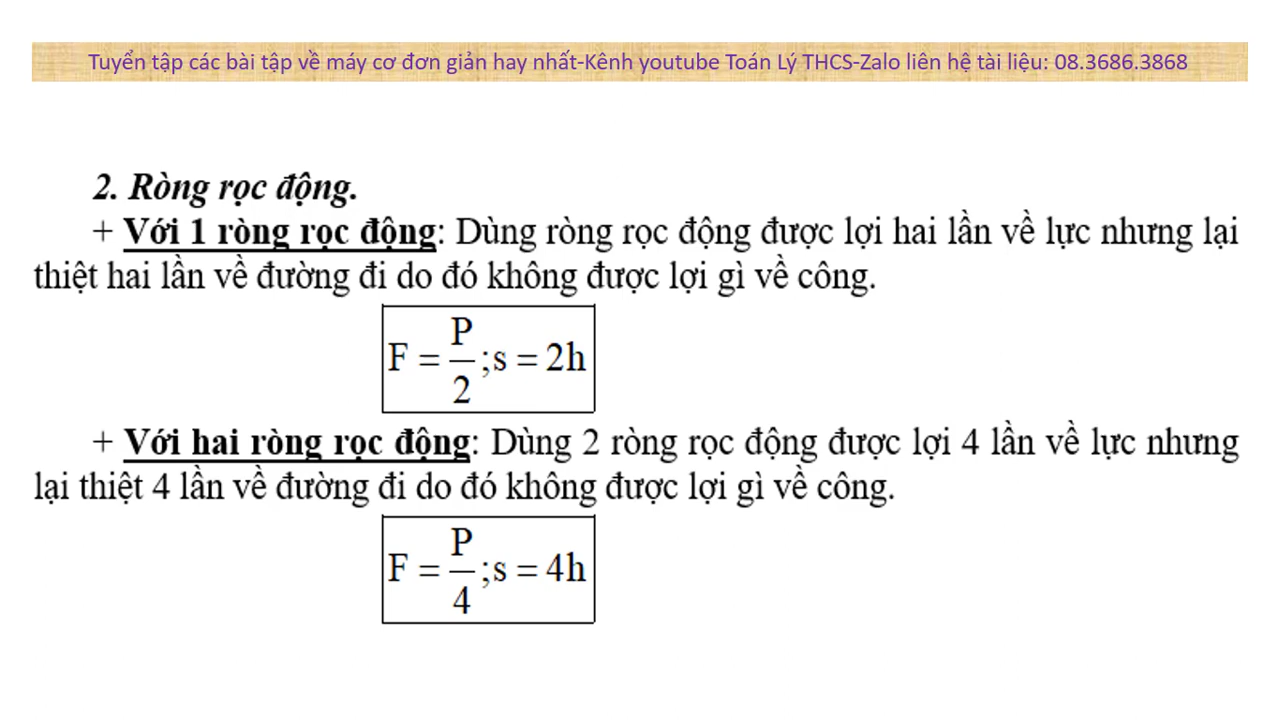 Tuyển tập các bài tập về máy cơ đơn giản hay nhất-Kênh youtube Toán Lý THCS-Zalo liên hệ tài liệu: 08.3686.3868
2. Ròng rọc động.
+ Với 1 ròng rọc động: Dùng ròng rọc động được lợi hai lần về lực nhưng lại
thiệt hai lần về đường đi do đó không được lợi gì về công.
F = P/2 ;s = 2h
+ Với hai ròng rọc động: Dùng 2 ròng rọc động được lợi 4 lần về lực nhưng
lại thiệt 4 lần về đường đi do đó không được lợi gì về công.
F = P/4 ;s = 4h